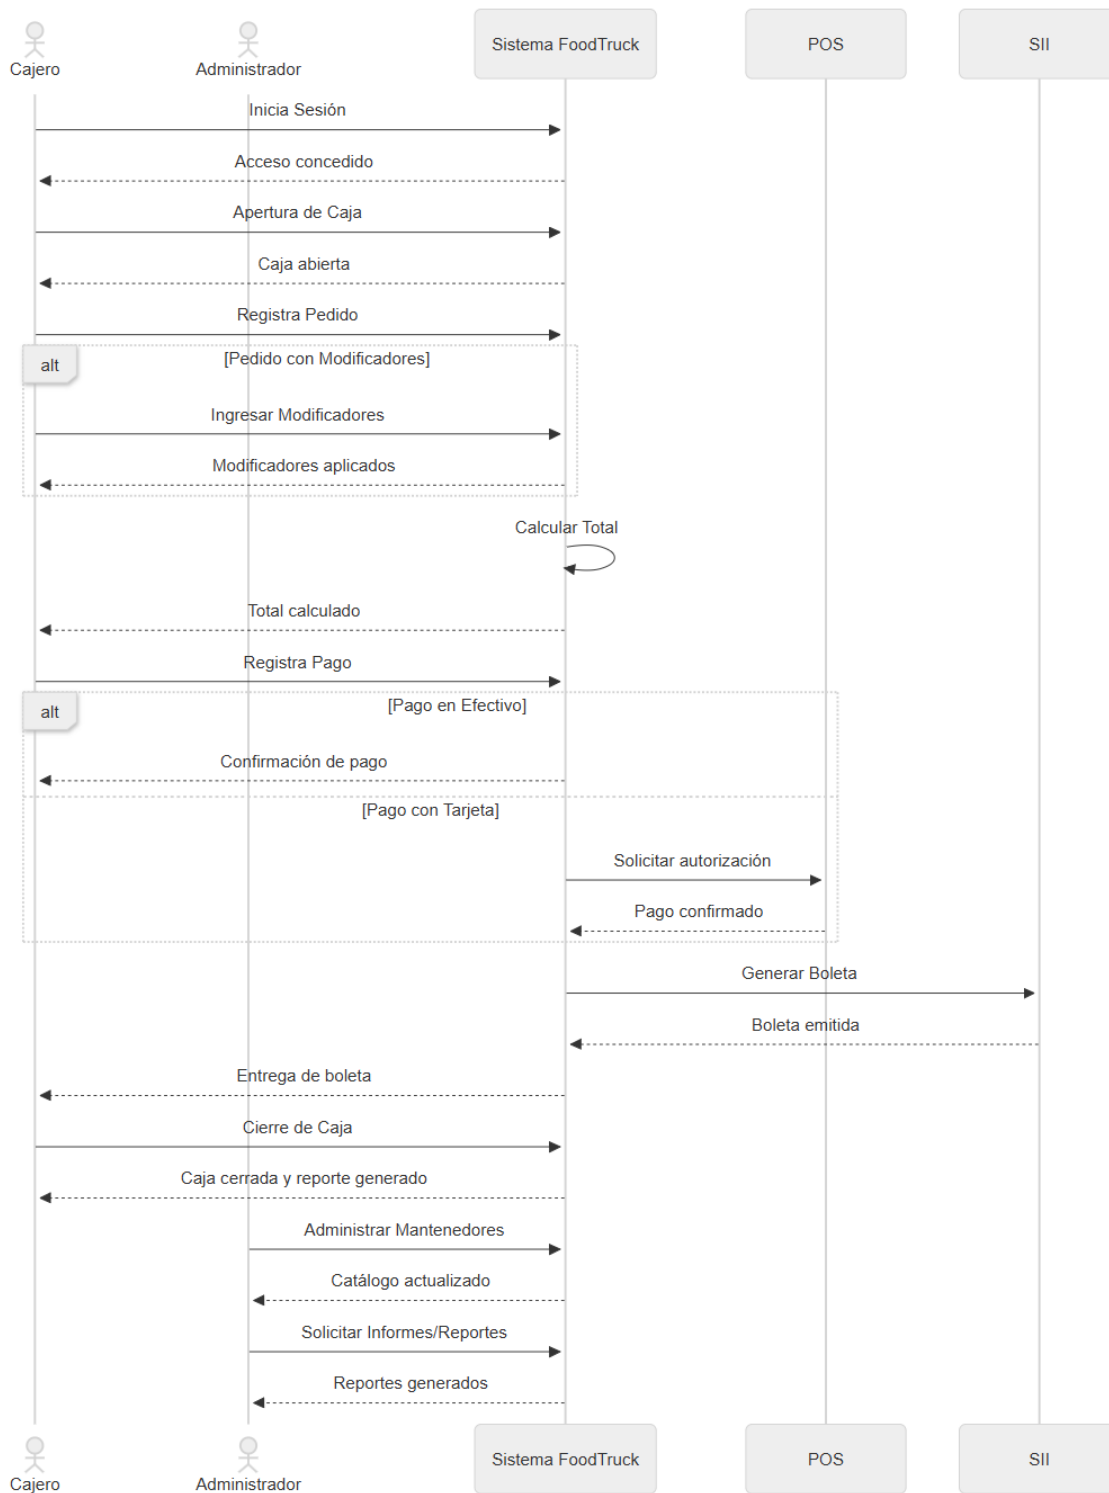 Cajero
Administrador
Sistema FoodTruck
POS
SII
Inicia Sesión
Acceso concedido
Apertura de Caja
Caja abierta
Registra Pedido
alt
[Pedido con Modificadores]
Ingresar Modificadores
Modificadores aplicados
Calcular Total
Total calculado
Registra Pago
alt
[Pago en Efectivo]
Confirmación de pago
[Pago con Tarjeta]
Solicitar autorización
Pago confirmado
Generar Boleta
Boleta emitida
Entrega de boleta
Cierre de Caja
Caja cerrada y reporte generado
Administrar Mantenedores
Catálogo actualizado
Solicitar Informes/Reportes
Reportes generados
Cajero
Administrador
Sistema FoodTruck
POS
SII